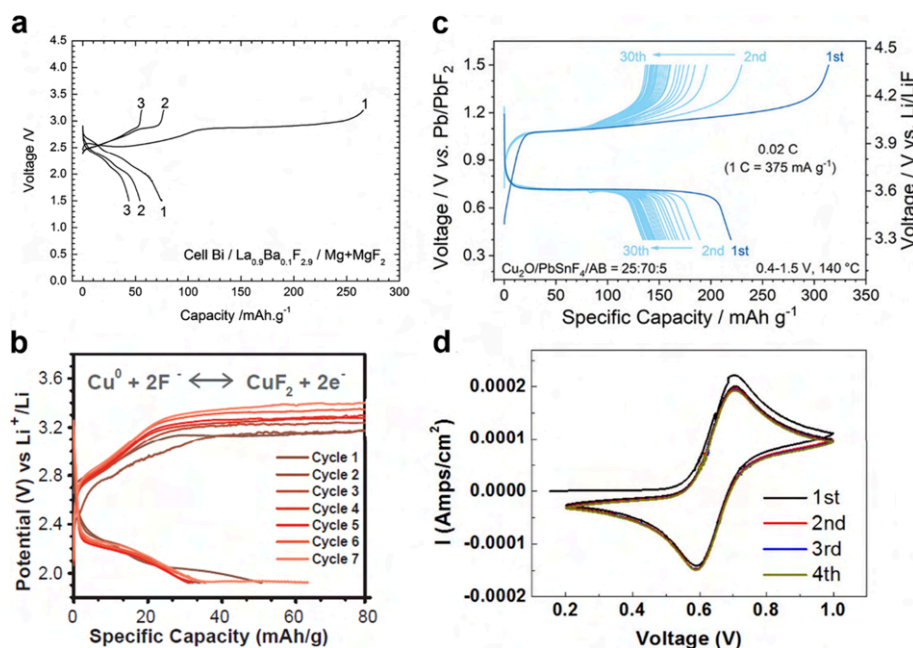 a
4.5
4.0
3.5
3.0
2.5
2.0
1.5
1.0
0.5
0.0
Voltage /V
3 2 1
3 2 1
Cell Bi / La0.9Ba0.1F2.9 / Mg+MgF2
0 50 100 150 200 250 300
Capacity /mAh.g-1
c
1.5
1.2
0.9
0.6
0.3
Voltage / V vs. Pb/PbF2
30th 2nd 1st
0.02 C
(1 C = 375 mA g-1)
30th 2nd 1st
Cu2O/PbSnF4/AB = 25:70:5
0.4-1.5 V, 140 °C
4.4
4.2
3.9
3.6
3.3
Voltage / V vs. Li/LiF
0 50 100 150 200 250 300 350
Specific Capacity / mAh g-1
b
Cu0 + 2F- ⟷ CuF2 + 2e-
3.6
3.2
2.8
2.4
2.0
Potential (V) vs Li+/Li
Cycle 1
Cycle 2
Cycle 3
Cycle 4
Cycle 5
Cycle 6
Cycle 7
0 20 40 60 80
Specific Capacity (mAh/g)
d
0.0002
0.0001
0.0000
-0.0001
-0.0002
I (Amps/cm2)
1st
2nd
3rd
4th
0.2 0.4 0.6 0.8 1.0
Voltage (V)